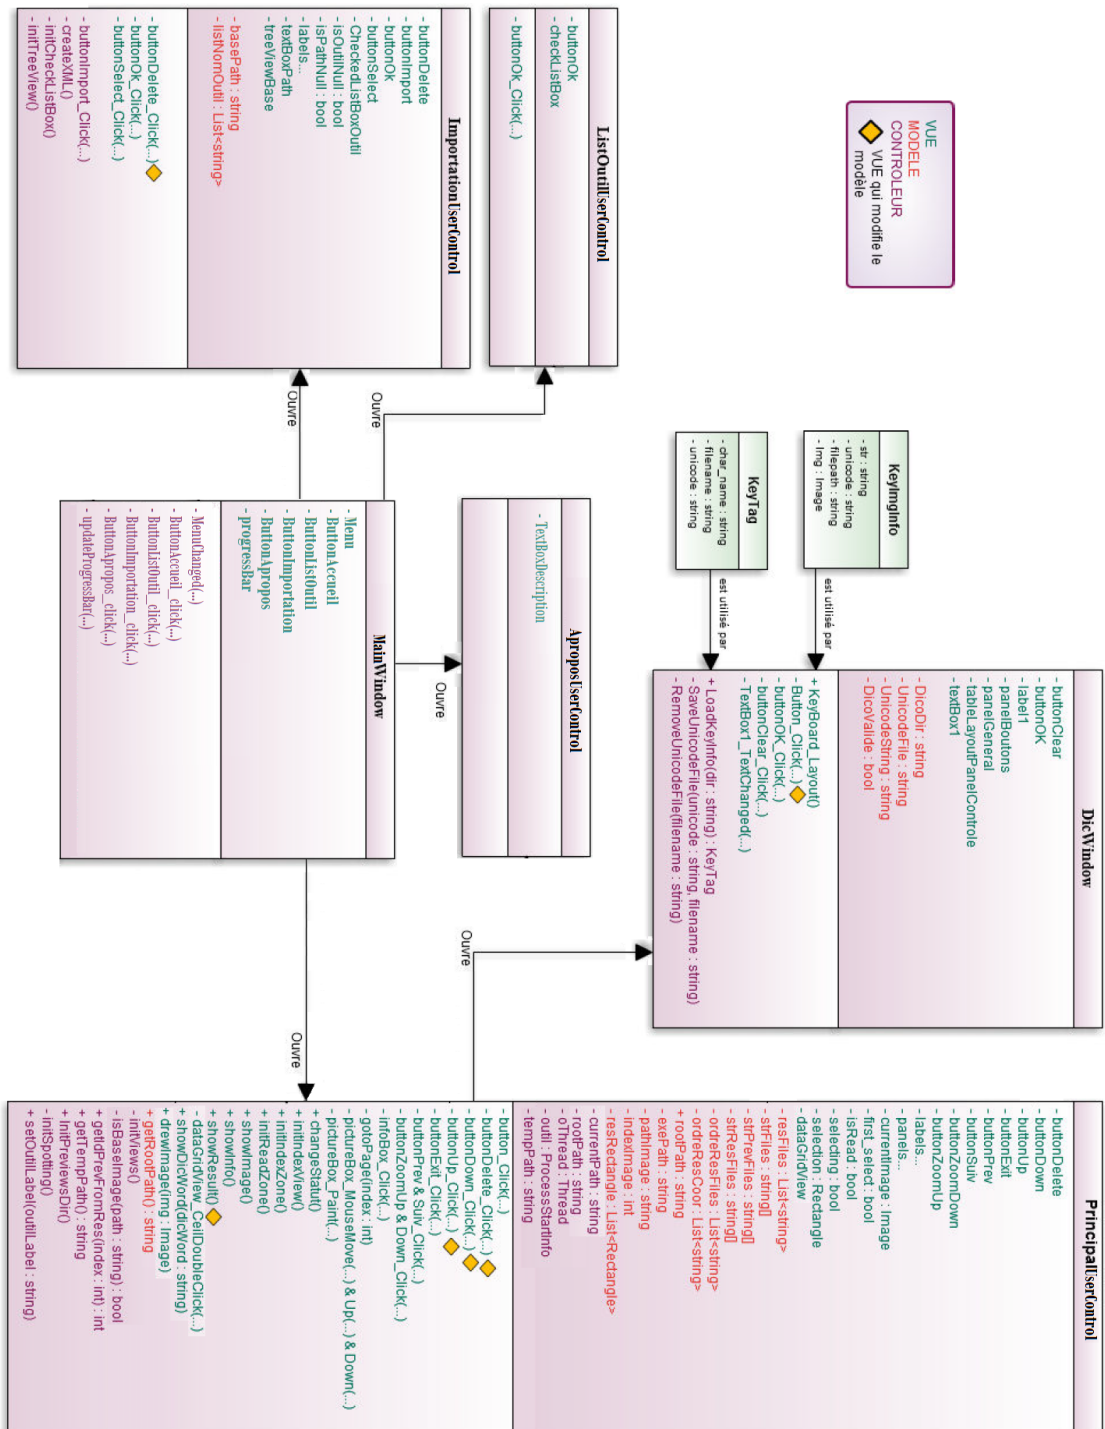 VUE
MODELE
CONTROLEUR
VUE qui modifie le
modèle
ListOutilUserControl
- buttonOk
- checkListBox
- buttonOk_Click(...)
ImportationUserControl
- buttonDelete
- buttonImport
- buttonOk
- buttonSelect
- CheckedListBoxOutil
- isOutilNull : bool
- isPathNull : bool
- labels...
- textBoxPath
- treeViewBase
- basePath : string
- listNomOutil : List<string>
- buttonDelete_Click(...)
- buttonOk_Click(...)
- buttonSelect_Click(...)
- buttonImport_Click(...)
- createXML()
- initCheckListBox()
- initTreeView()
Ouvre
Ouvre
KeyImgInfo
- str : string
- unicode : string
- filepath : string
- Img : Image
est utilisé par
KeyTag
- char_name : string
- filename : string
- unicode : string
est utilisé par
AproposUserControl
- TextBoxDescription
Ouvre
MainWindow
- Menu
- ButtonAccueil
- ButtonListOutil
- ButtonImportation
- ButtonApropos
- progressBar
- MenuChanged(...)
- ButtonAccueil_click(...)
- ButtonListOutil_click(...)
- ButtonImportation_click(...)
- ButtonApropos_click(...)
- updateProgressBar(...)
DicWindow
- buttonClear
- buttonOK
- label1
- panelBoutons
- panelGeneral
- tableLayoutPanelControle
- textBox1
- DicoDir : string
- UnicodeFile : string
- UnicodeString : string
- DicoValide : bool
+ KeyBoard_Layout()
- Button_Click(...)
- buttonOK_Click(...)
- buttonClear_Click(...)
- TextBox1_TextChanged(...)
+ LoadKeyInfo(dir : string) : KeyTag
- SaveUnicodeFile(unicode : string, filename : string)
- RemoveUnicodeFile(filename : string)
Ouvre
Ouvre
PrincipalUserControl
- buttonDelete
- buttonDown
- buttonUp
- buttonExit
- buttonPrev
- buttonSuiv
- buttonZoomDown
- buttonZoomUp
- labels...
- panels...
- currentImage : Image
- first_select : bool
- isRead : bool
- selecting : bool
- selection : Rectangle
- dataGridView
- resFiles : List<string>
- strFiles : string[]
- strPrevFiles : string[]
- strResFiles : string[]
- ordreResFiles : List<string>
- ordreResCoor : List<string>
+ rootPath : string
- exePath : string
- pathImage : string
- indexImage : int
- resRectangle : List<Rectangle>
- currentPath : string
- rootPath : string
- oThread : Thread
- outil : ProcessStartInfo
- tempPath : string
- button_Click(...)
- buttonDelete_Click(...)
- buttonDown_Click(...)
- buttonUp_Click(...)
- buttonExit_Click(...)
- buttonPrev & Suiv_Click(...)
- buttonZoomUp & Down_Click(...)
- infoBox_Click(...)
- gotoPage(index : int)
- pictureBox_MouseMove(...) & Up(...) & Down(...)
- pictureBox_Paint(...)
+ changeStatut()
+ initIndexView()
+ initIndexZone()
+ initReadZone()
+ showImage()
+ showInfo()
+ showResult()
- dataGridView_CellDoubleClick(...)
+ showDicWord(dicWord : string)
+ drewImage(img : Image)
+ getRootPath() : string
- initViews()
- isBaseImage(path : string) : bool
+ getIdPrevFromRes(index : int) : int
+ getTempPath() : string
+ InitPreviewsDir()
- initSpotting()
+ setOutilLabel(outilLabel : string)